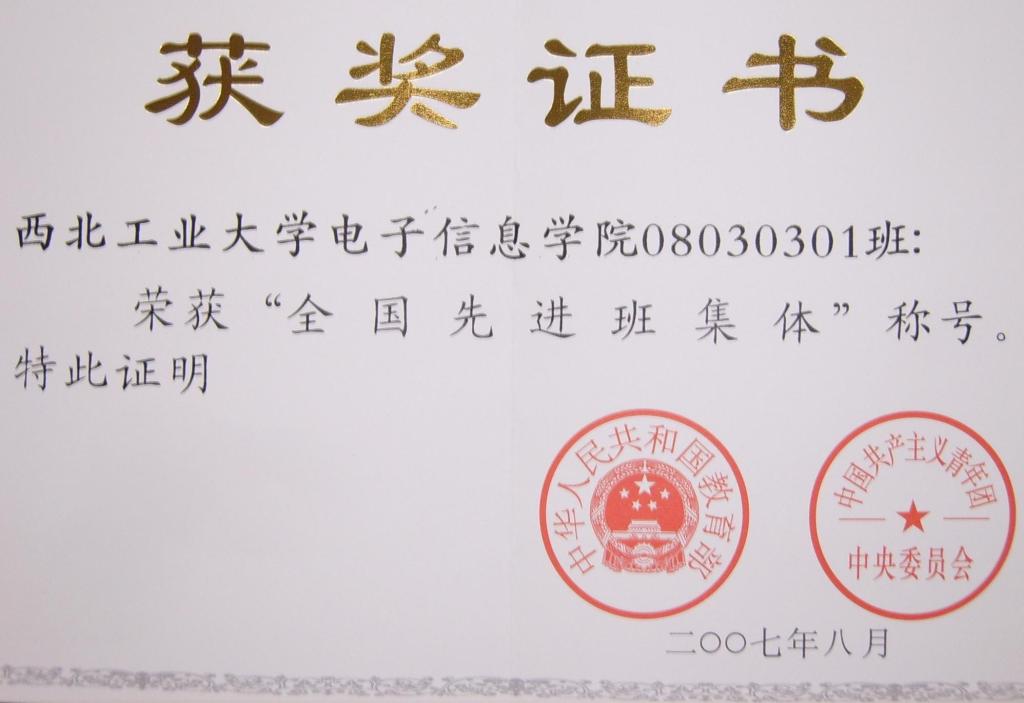 获奖证书
西北工业大学电子信息学院08030301班:
荣获“全国先进班集体”称号。
特此证明
中华人民共和国教育部
中国共产主义青年团
中央委员会
二〇〇七年八月